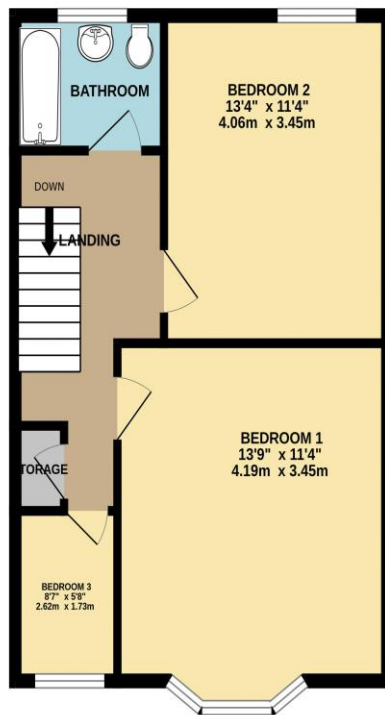 BATHROOM
BEDROOM 2
13'4" x 11'4"
4.06m x 3.45m
DOWN
LANDING
BEDROOM 1
13'9" x 11'4"
4.19m x 3.45m
TORAGE
BEDROOM 3
8'7" x 5'8"
2.62m x 1.73m